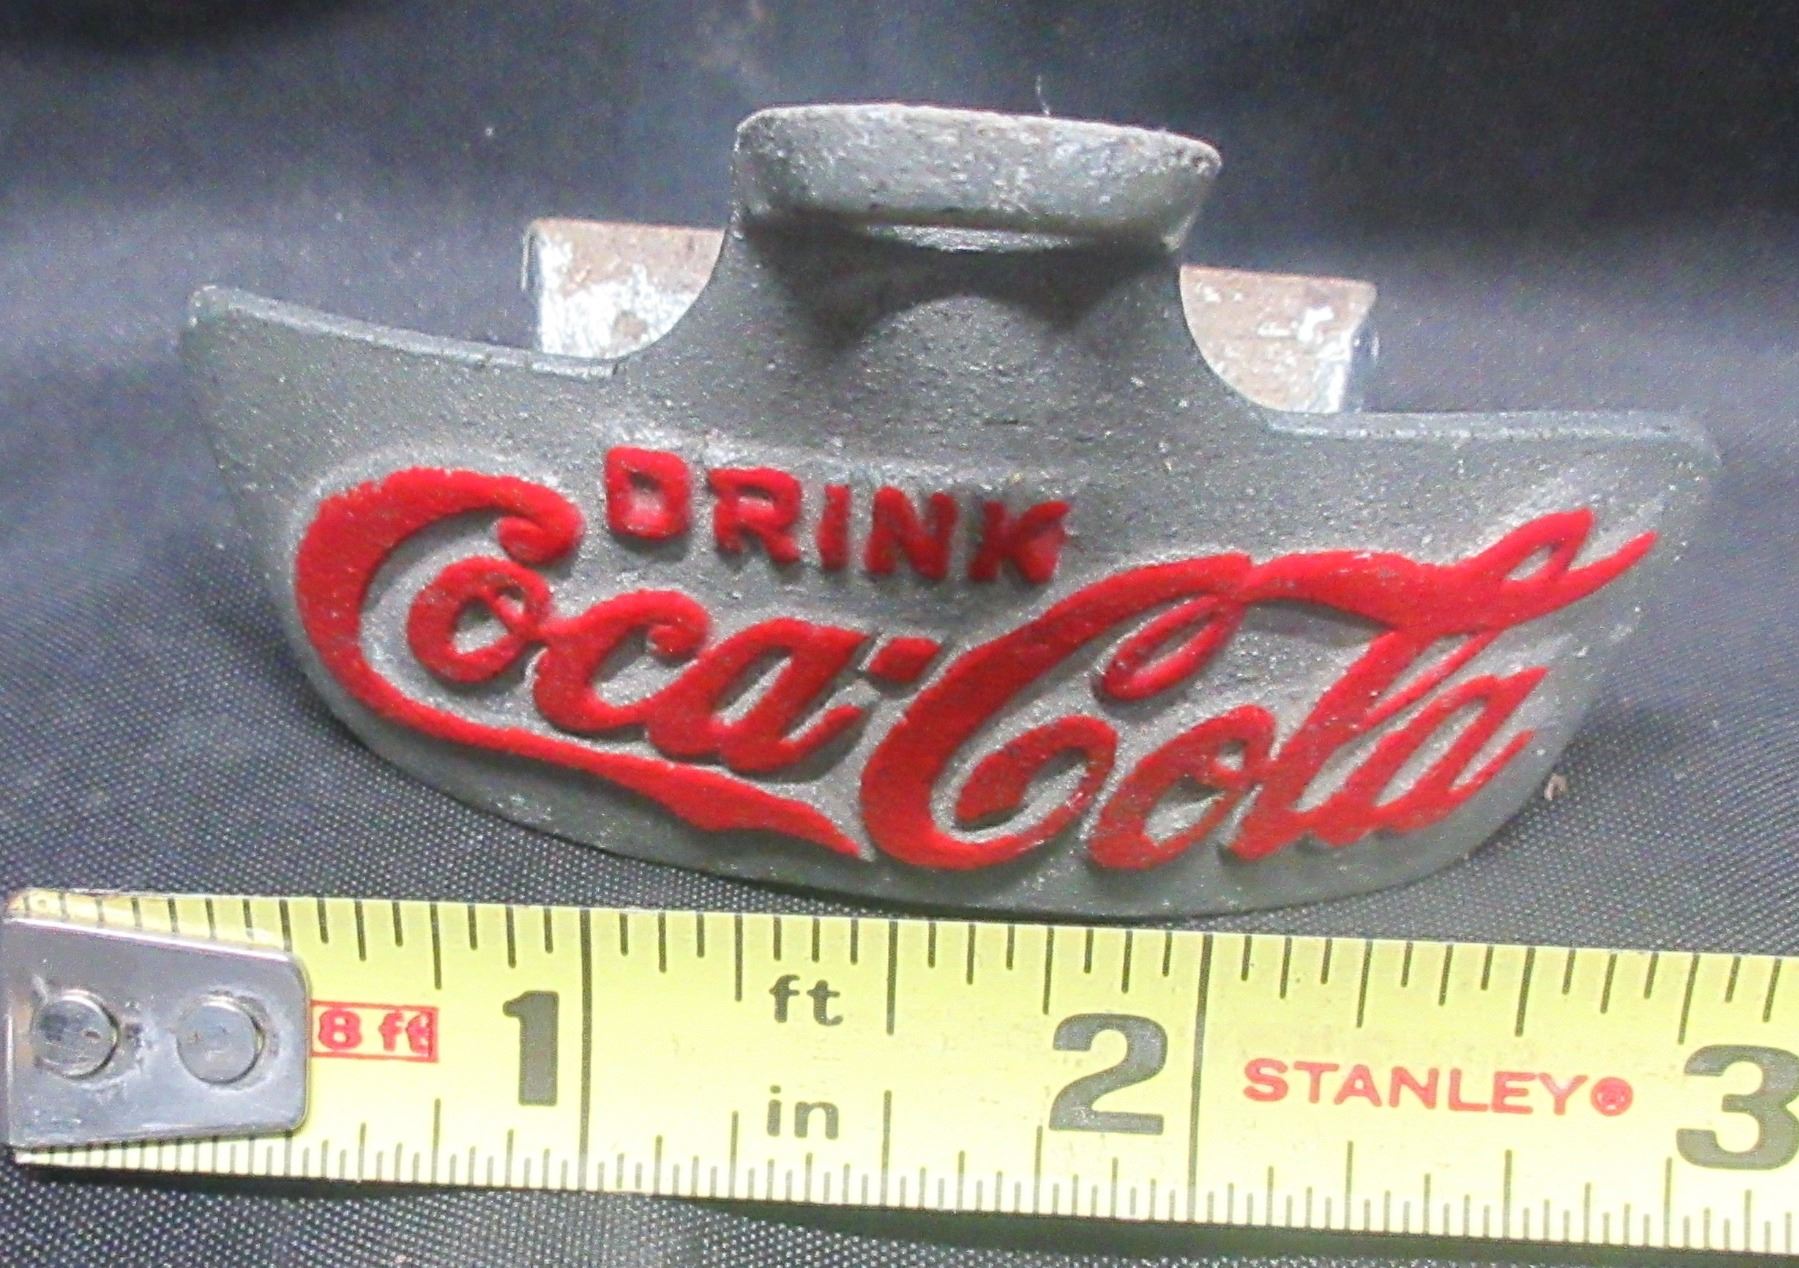 DRINK
Coca-Cola
8 ft
1
ft
in
2
STANLEY®
3